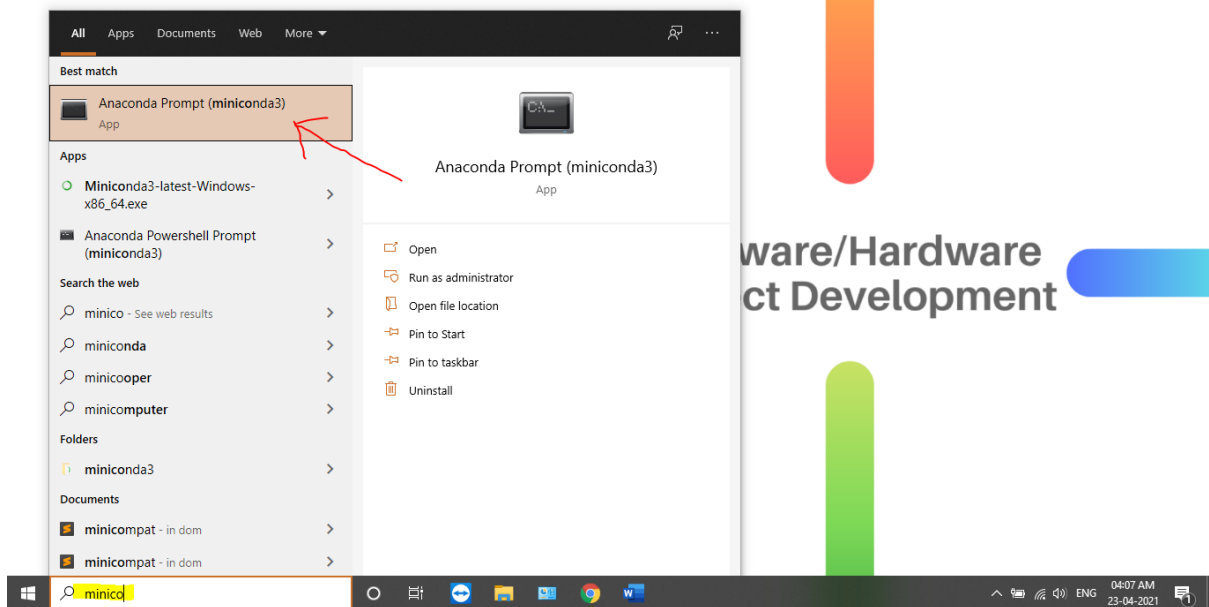 All Apps Documents Web More
Best match
Anaconda Prompt (miniconda3)
App
Apps
Miniconda3-latest-Windows-
x86_64.exe
Anaconda Powershell Prompt
(miniconda3)
Search the web
minico - See web results
miniconda
minicooper
minicomputer
Folders
miniconda3
Documents
minicompat - in dom
minicompat - in dom
minico
C:\_
Anaconda Prompt (miniconda3)
App
Open
Run as administrator
Open file location
Pin to Start
Pin to taskbar
Uninstall
ware/Hardware
ct Development
W
ENG
04:07 AM
23-04-2021
1